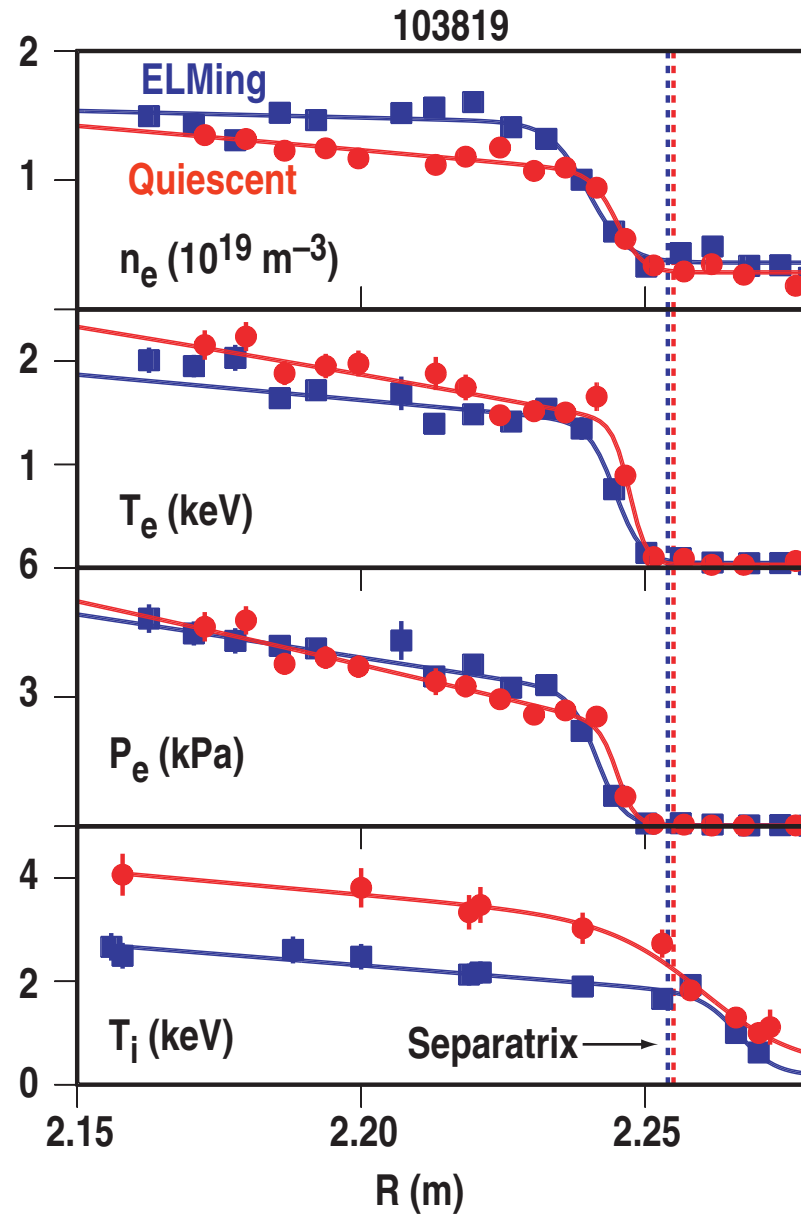 103819
2
ELMing
1
Quiescent
n_e (10^19 m^–3)
2
1
T_e (keV)
6
3
P_e (kPa)
4
2
T_i (keV)
Separatrix
0
2.15 2.20 2.25
R (m)